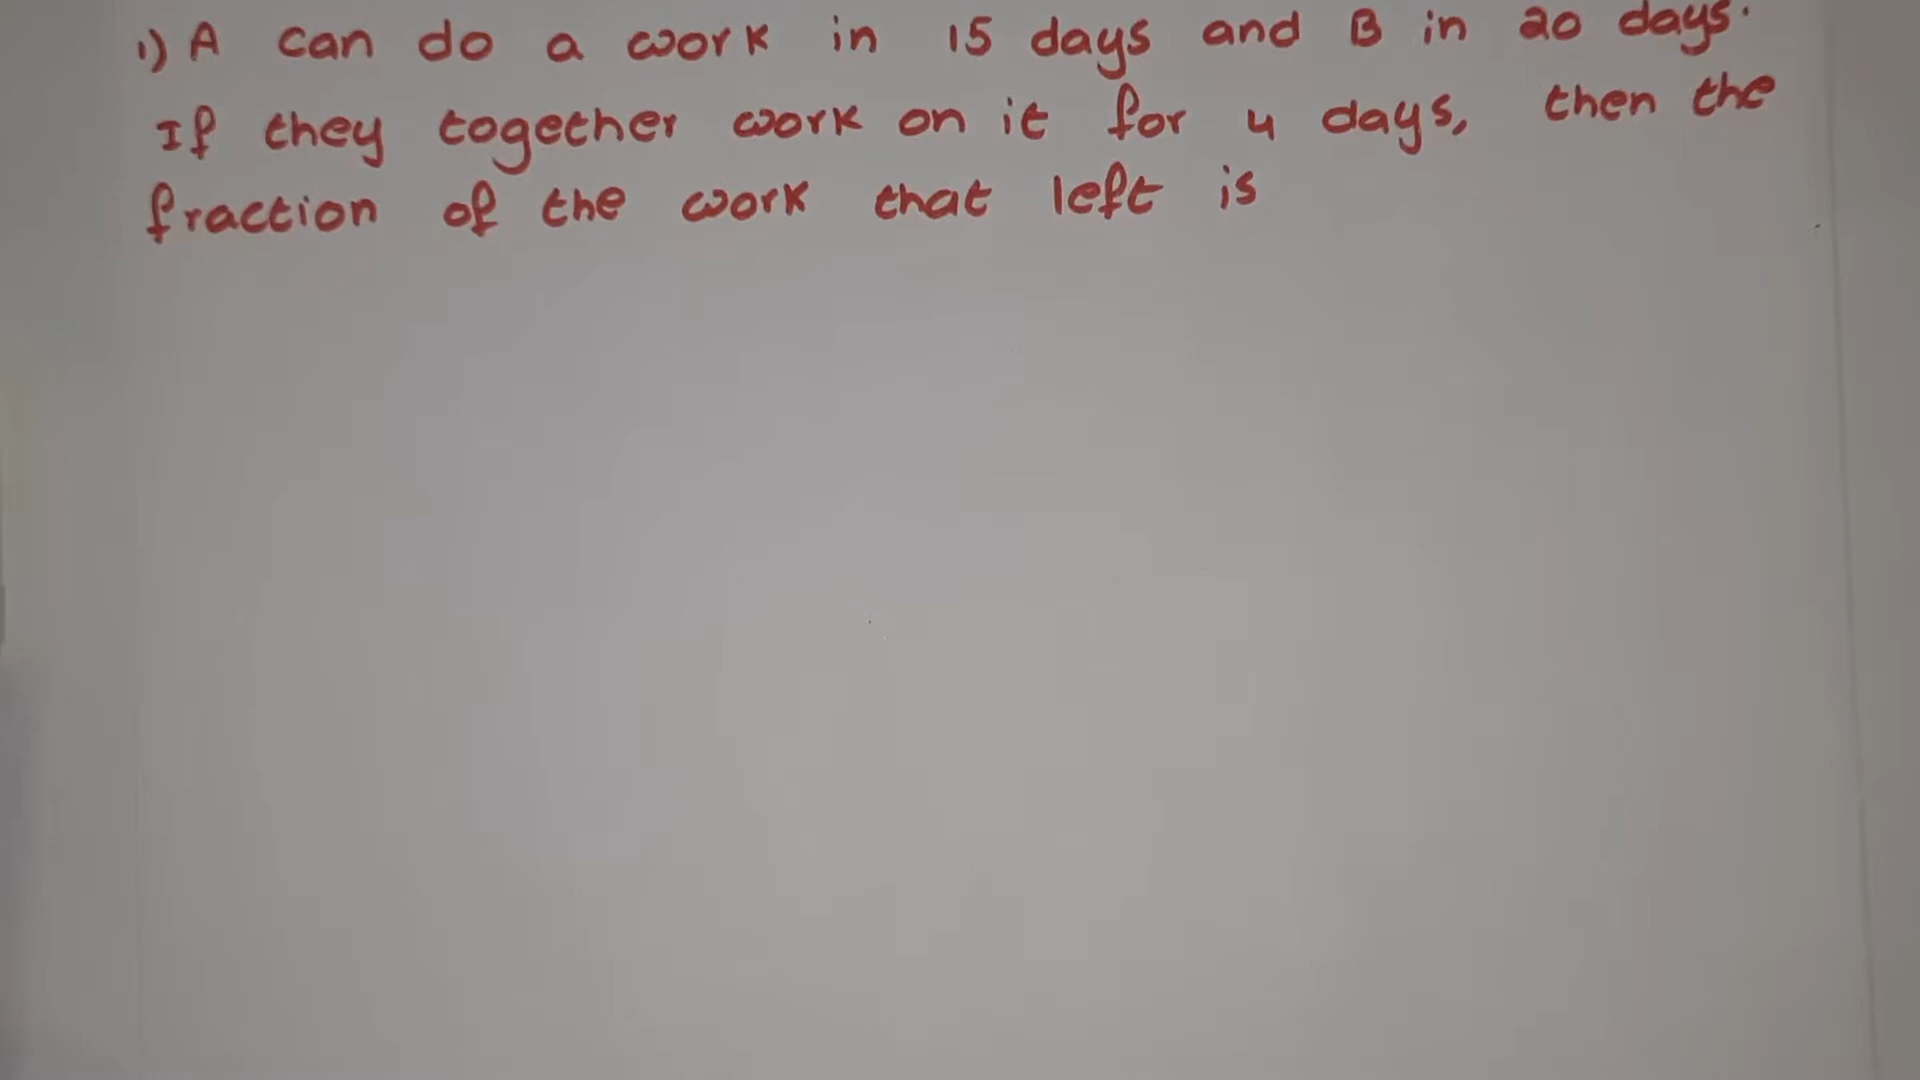 1) A can do a work in 15 days and B in 20 days.
If they together work on it for 4 days, then the
fraction of the work that left is